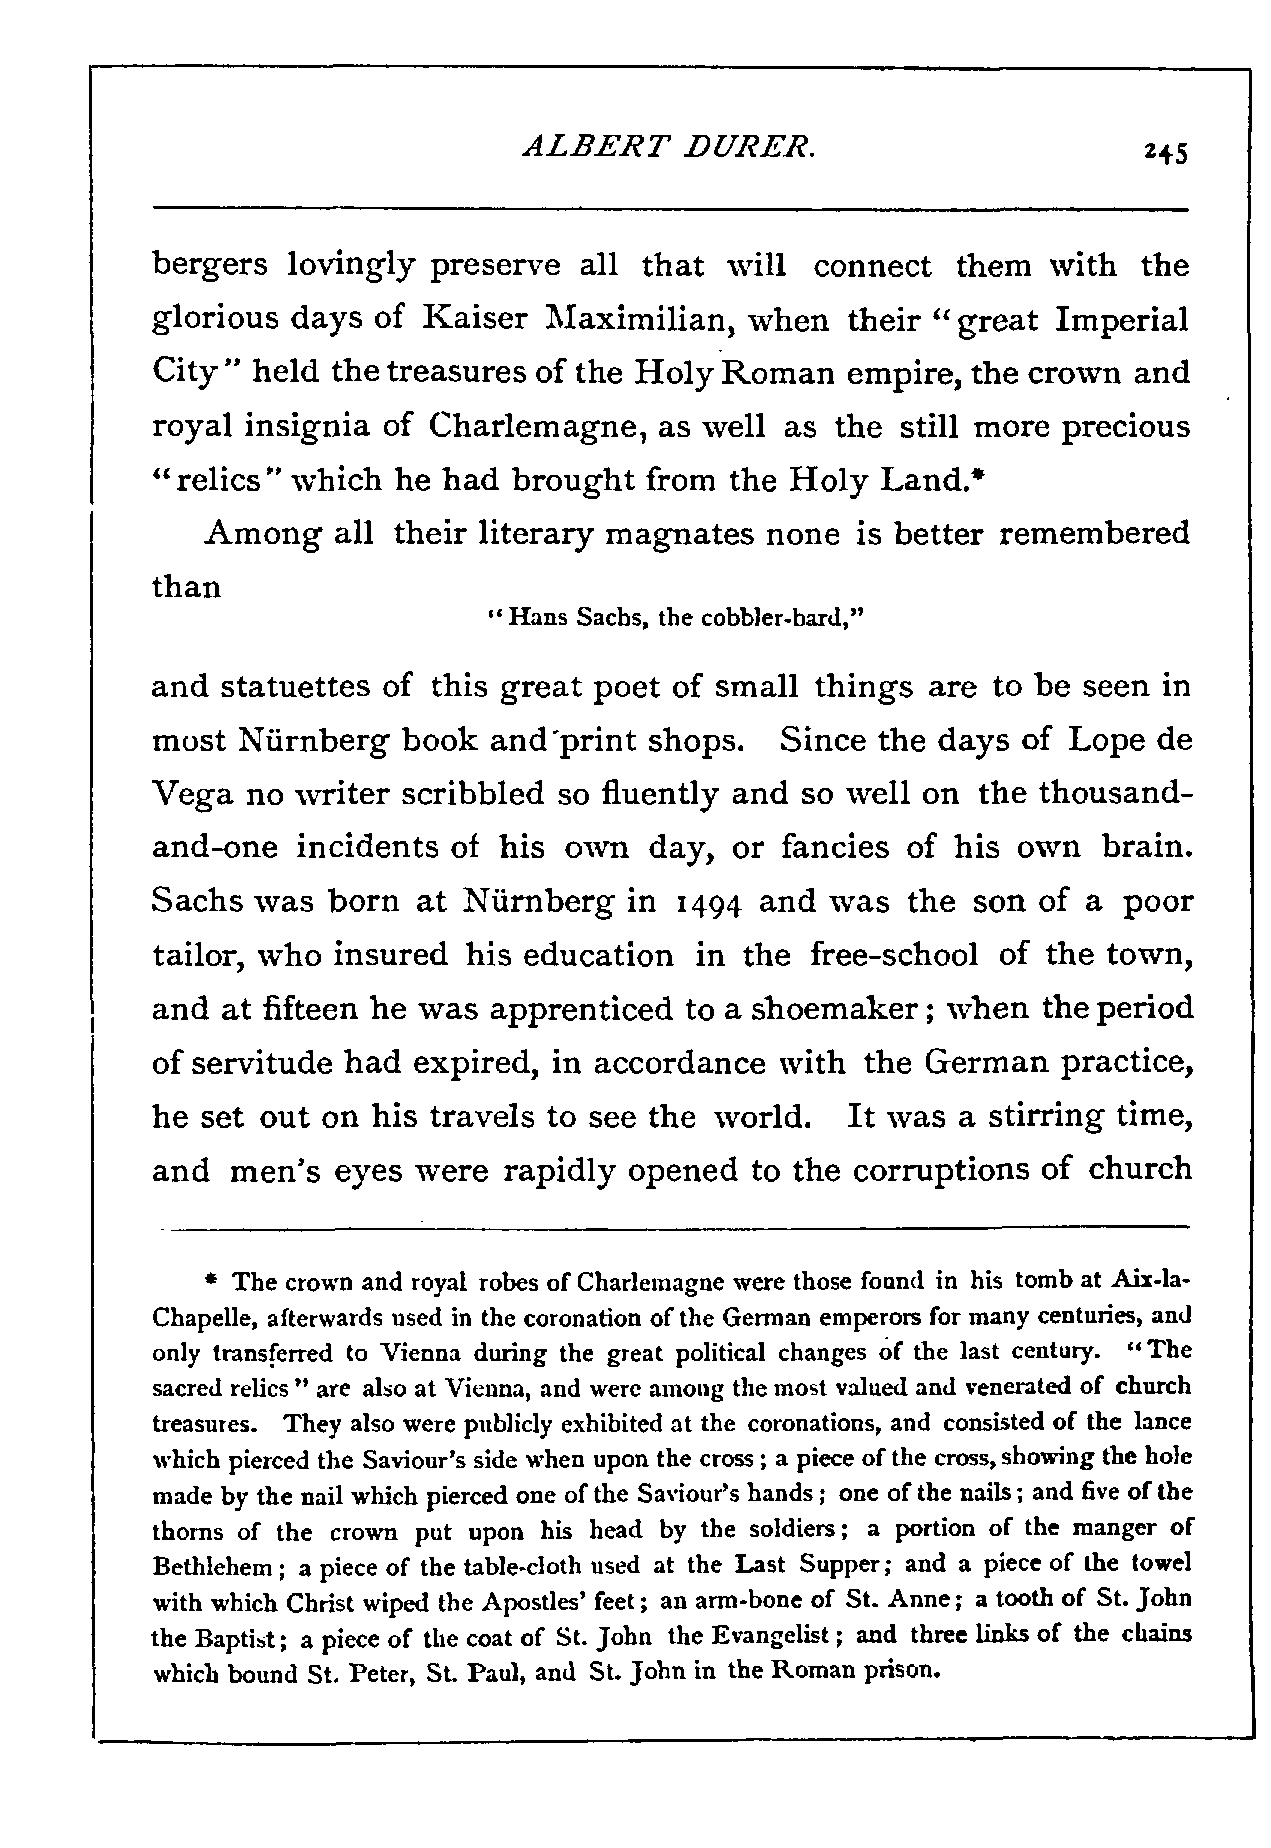 ALBERT DURER. 245
bergers lovingly preserve all that will connect them with the
glorious days of Kaiser Maximilian, when their “great Imperial
City” held the treasures of the Holy Roman empire, the crown and
royal insignia of Charlemagne, as well as the still more precious
“relics” which he had brought from the Holy Land.*
Among all their literary magnates none is better remembered
than
“Hans Sachs, the cobbler-bard,”
and statuettes of this great poet of small things are to be seen in
most Nürnberg book and print shops. Since the days of Lope de
Vega no writer scribbled so fluently and so well on the thousand-
and-one incidents of his own day, or fancies of his own brain.
Sachs was born at Nürnberg in 1494 and was the son of a poor
tailor, who insured his education in the free-school of the town,
and at fifteen he was apprenticed to a shoemaker; when the period
of servitude had expired, in accordance with the German practice,
he set out on his travels to see the world. It was a stirring time,
and men's eyes were rapidly opened to the corruptions of church
* The crown and royal robes of Charlemagne were those found in his tomb at Aix-la-
Chapelle, afterwards used in the coronation of the German emperors for many centuries, and
only transferred to Vienna during the great political changes of the last century. “The
sacred relics” are also at Vienna, and were among the most valued and venerated of church
treasures. They also were publicly exhibited at the coronations, and consisted of the lance
which pierced the Saviour's side when upon the cross; a piece of the cross, showing the hole
made by the nail which pierced one of the Saviour's hands; one of the nails; and five of the
thorns of the crown put upon his head by the soldiers; a portion of the manger of
Bethlehem; a piece of the table-cloth used at the Last Supper; and a piece of the towel
with which Christ wiped the Apostles' feet; an arm-bone of St. Anne; a tooth of St. John
the Baptist; a piece of the coat of St. John the Evangelist; and three links of the chains
which bound St. Peter, St. Paul, and St. John in the Roman prison.